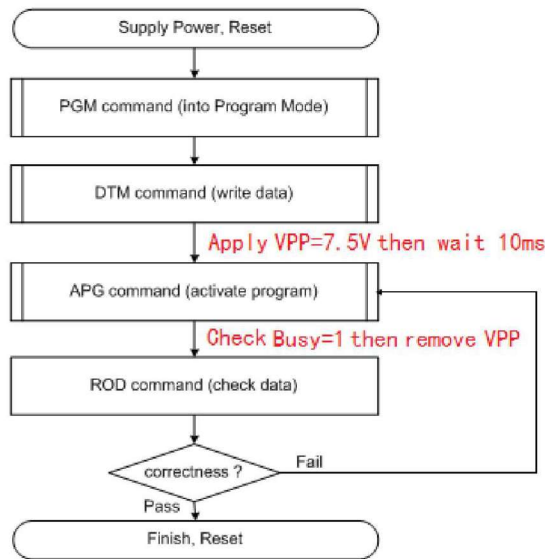 Supply Power, Reset
PGM command (into Program Mode)
DTM command (write data)
Apply VPP=7.5V then wait 10ms
APG command (activate program)
Check Busy=1 then remove VPP
ROD command (check data)
correctness ?
Fail
Pass
Finish, Reset